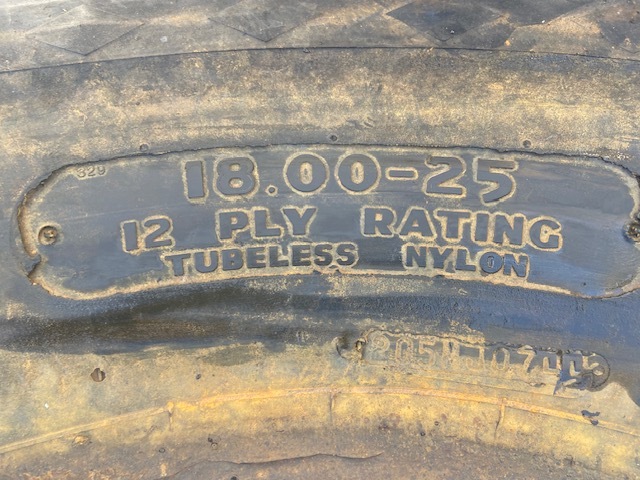 329
18.00-25
12 PLY RATING
TUBELESS NYLON